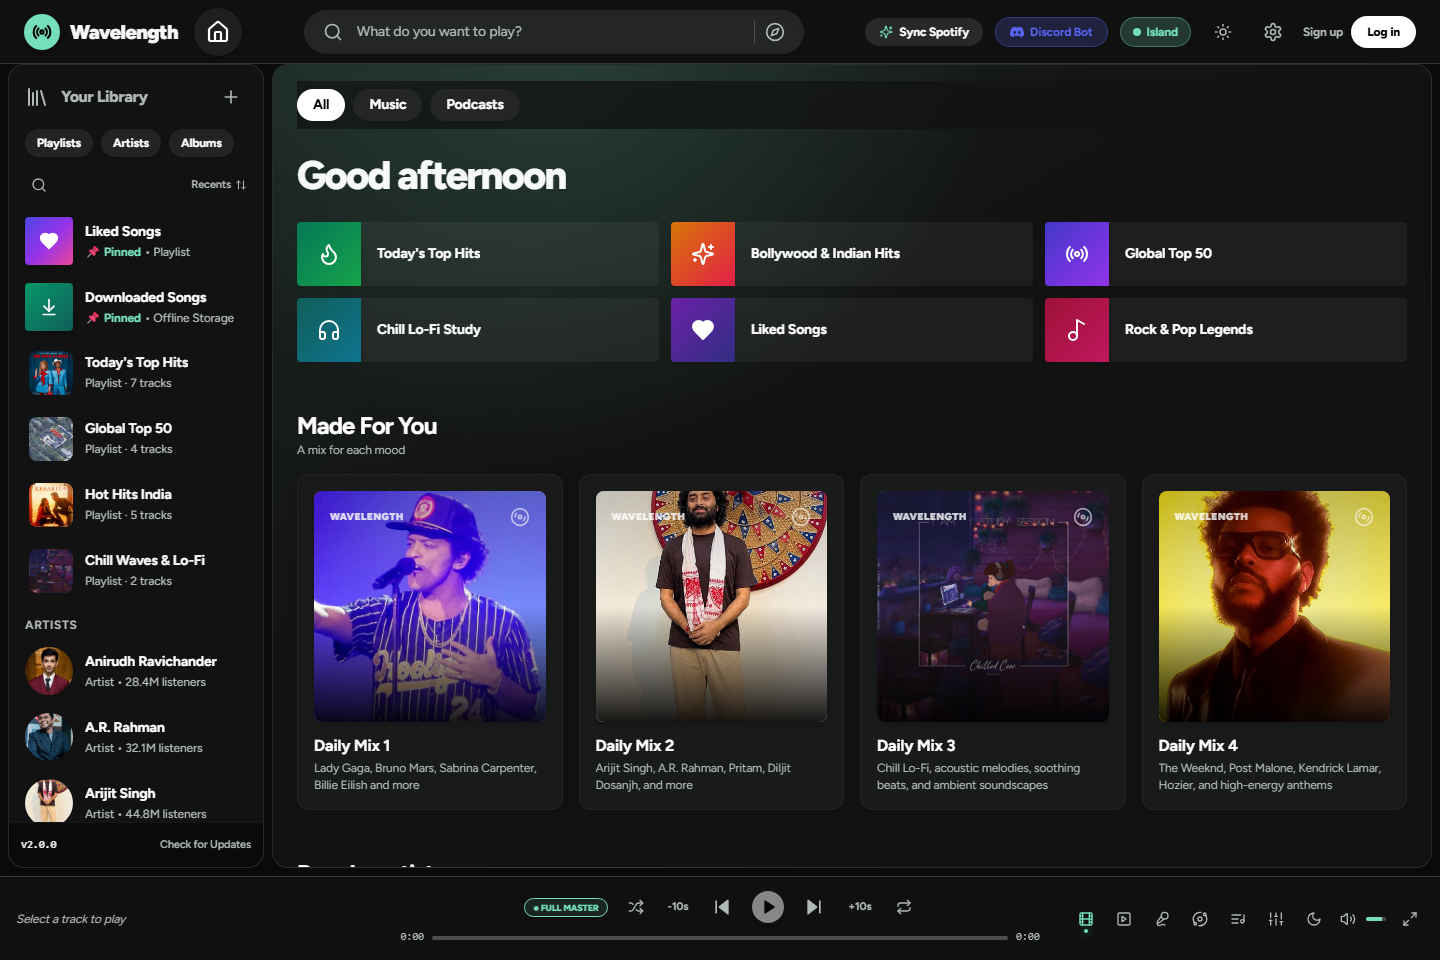 Wavelength
What do you want to play?
Sync Spotify
Discord Bot
Island
Sign up
Log in
Your Library
Playlists
Artists
Albums
Recents
Liked Songs
Pinned • Playlist
Downloaded Songs
Pinned • Offline Storage
Today's Top Hits
Playlist · 7 tracks
Global Top 50
Playlist · 4 tracks
Hot Hits India
Playlist · 5 tracks
Chill Waves & Lo-Fi
Playlist · 2 tracks
ARTISTS
Anirudh Ravichander
Artist • 28.4M listeners
A.R. Rahman
Artist • 32.1M listeners
Arijit Singh
Artist • 44.8M listeners
v2.0.0
Check for Updates
All
Music
Podcasts
Good afternoon
Today's Top Hits
Bollywood & Indian Hits
Global Top 50
Chill Lo-Fi Study
Liked Songs
Rock & Pop Legends
Made For You
A mix for each mood
WAVELENGTH
Daily Mix 1
Lady Gaga, Bruno Mars, Sabrina Carpenter,
Billie Eilish and more
WAVELENGTH
Daily Mix 2
Arijit Singh, A.R. Rahman, Pritam, Diljit
Dosanjh, and more
WAVELENGTH
STUDY SESSION
Chilled Cow
Daily Mix 3
Chill Lo-Fi, acoustic melodies, soothing
beats, and ambient soundscapes
WAVELENGTH
Daily Mix 4
The Weeknd, Post Malone, Kendrick Lamar,
Hozier, and high-energy anthems
Select a track to play
FULL MASTER
-10s
+10s
0:00
0:00